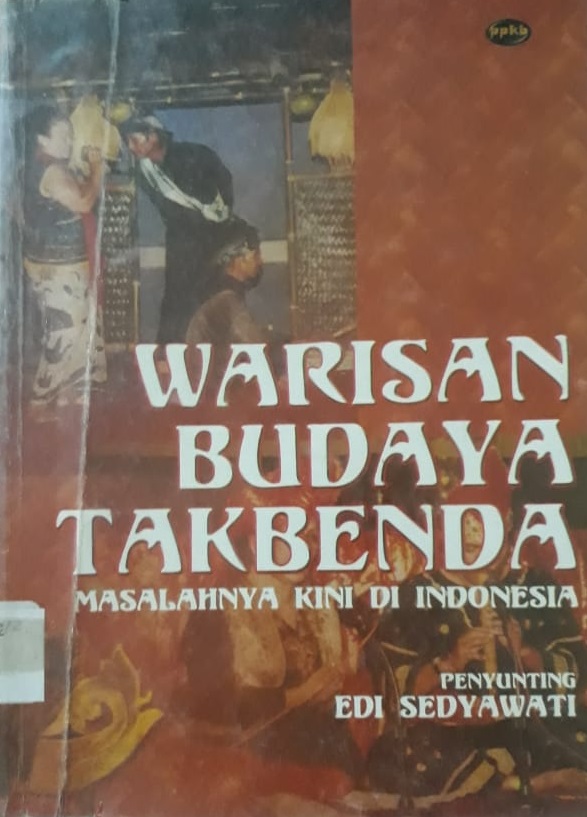 ppkb
WARISAN
BUDAYA
TAKBENDA
MASALAHNYA KINI DI INDONESIA
PENYUNTING
EDI SEDYAWATI